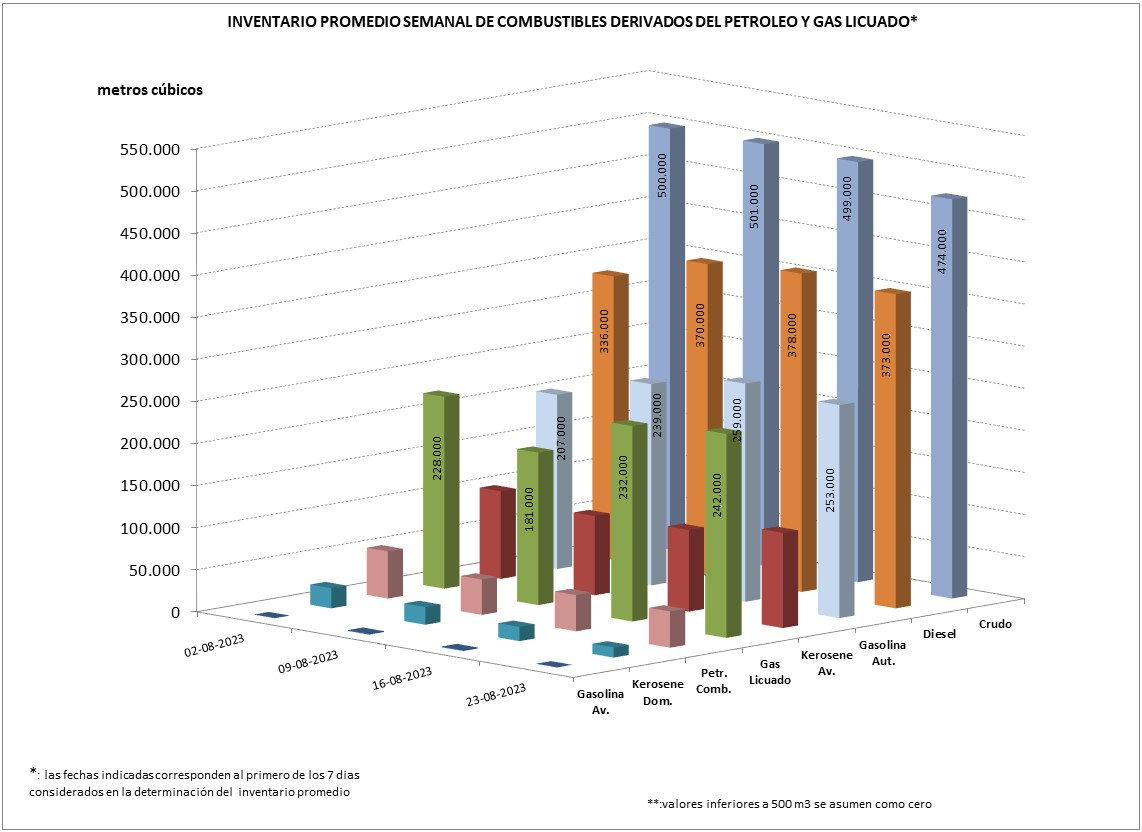 INVENTARIO PROMEDIO SEMANAL DE COMBUSTIBLES DERIVADOS DEL PETROLEO Y GAS LICUADO*
metros cúbicos
550.000
500.000
450.000
400.000
350.000
300.000
250.000
200.000
150.000
100.000
50.000
0
500.000
501.000
499.000
474.000
336.000
370.000
378.000
373.000
207.000
239.000
259.000
253.000
228.000
181.000
232.000
242.000
02-08-2023
09-08-2023
16-08-2023
23-08-2023
Gasolina
Av.
Kerosene
Dom.
Petr.
Comb.
Gas
Licuado
Kerosene
Av.
Gasolina
Aut.
Diesel
Crudo
*: las fechas indicadas corresponden al primero de los 7 dias
considerados en la determinación del inventario promedio
**:valores inferiores a 500 m3 se asumen como cero